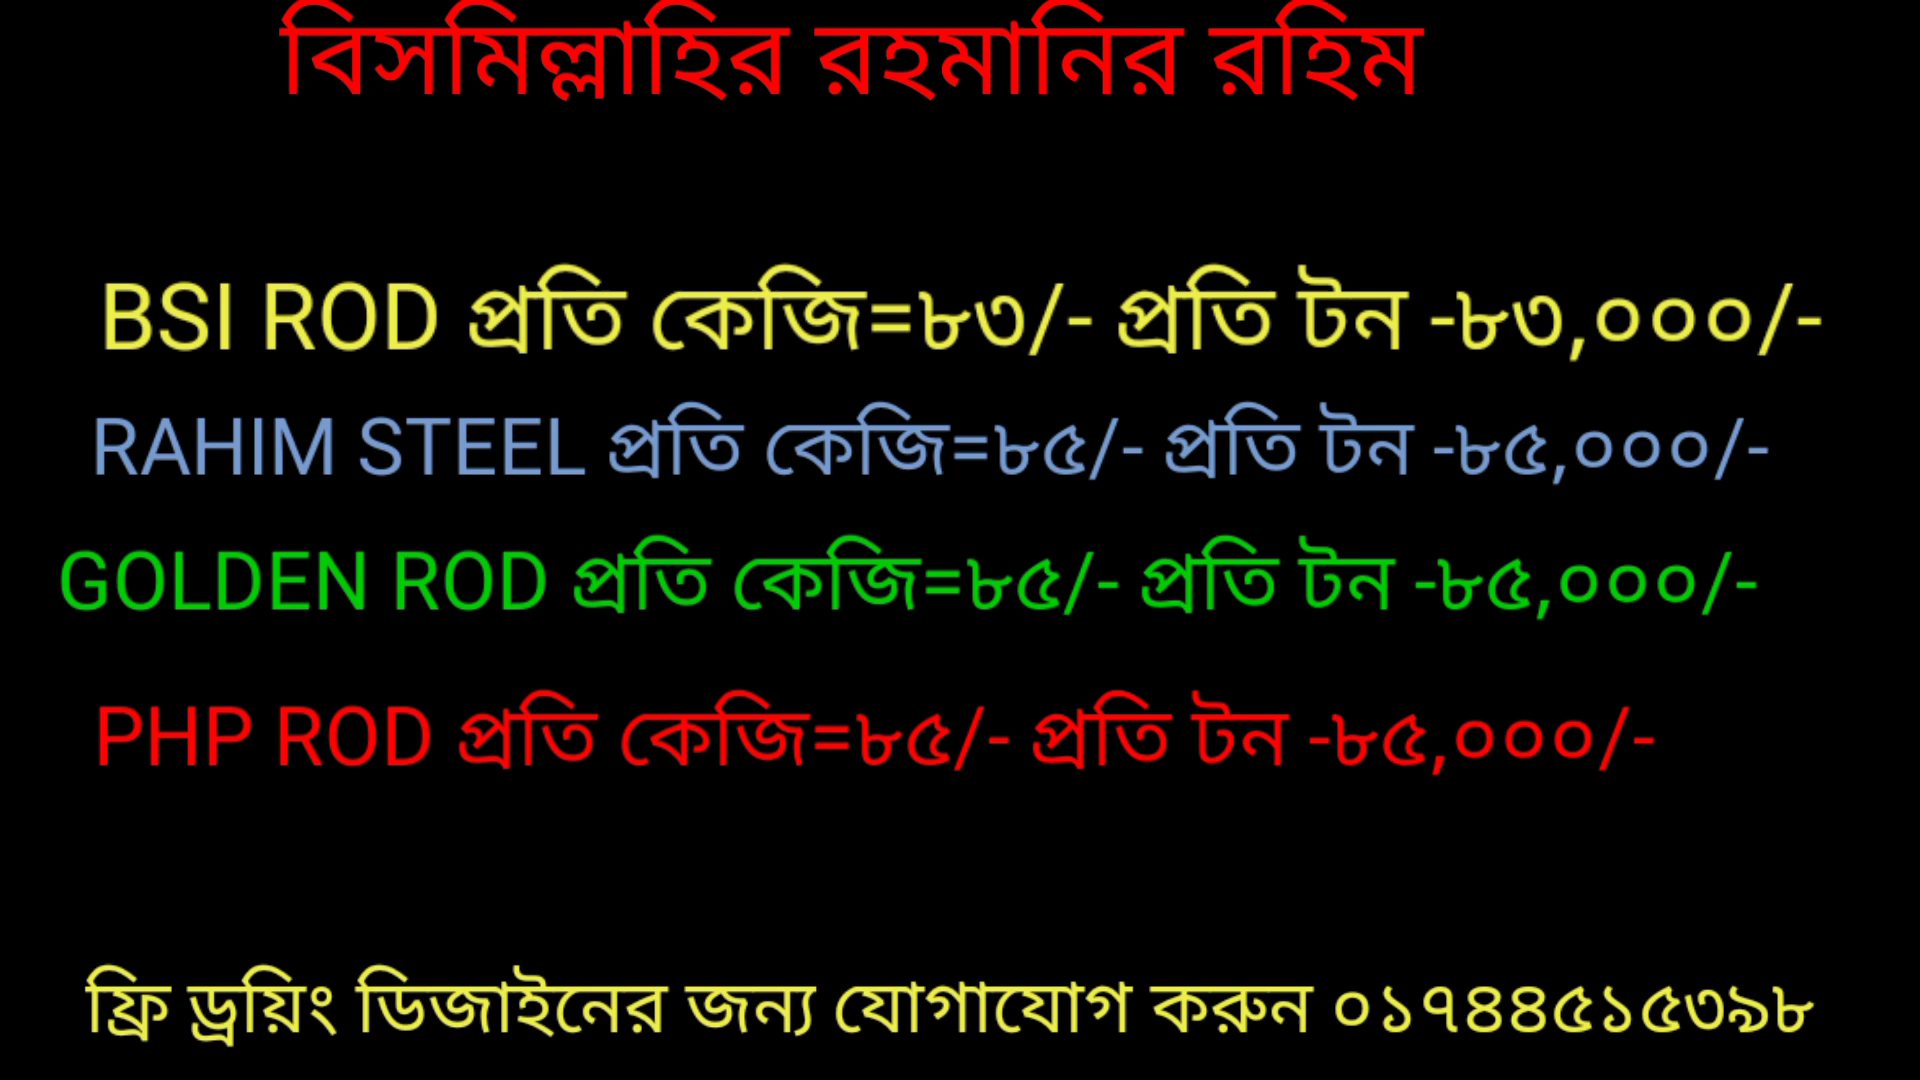 বিসমিল্লাহির রহমানির রহিম
BSI ROD প্রতি কেজি=৮৩/- প্রতি টন -৮৩,০০০/-
RAHIM STEEL প্রতি কেজি=৮৫/- প্রতি টন -৮৫,০০০/-
GOLDEN ROD প্রতি কেজি=৮৫/- প্রতি টন -৮৫,০০০/-
PHP ROD প্রতি কেজি=৮৫/- প্রতি টন -৮৫,০০০/-
ফ্রি ড্রয়িং ডিজাইনের জন্য যোগাযোগ করুন ০১৭৪৪৫১৫৩৯৮